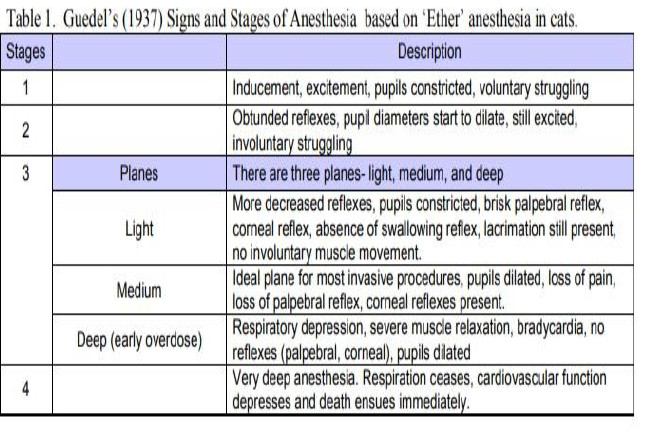 Table 1. Guedel's (1937) Signs and Stages of Anesthesia based on 'Ether' anesthesia in cats.
Stages Description
1 Inducement, excitement, pupils constricted, voluntary struggling
2 Obtunded reflexes, pupil diameters start to dilate, still excited,
involuntary struggling
3 Planes There are three planes- light, medium, and deep
Light More decreased reflexes, pupils constricted, brisk palpebral reflex,
corneal reflex, absence of swallowing reflex, lacrimation still present,
no involuntary muscle movement.
Medium Ideal plane for most invasive procedures, pupils dilated, loss of pain,
loss of palpebral reflex, corneal reflexes present.
Deep (early overdose) Respiratory depression, severe muscle relaxation, bradycardia, no
reflexes (palpebral, corneal), pupils dilated
4 Very deep anesthesia. Respiration ceases, cardiovascular function
depresses and death ensues immediately.